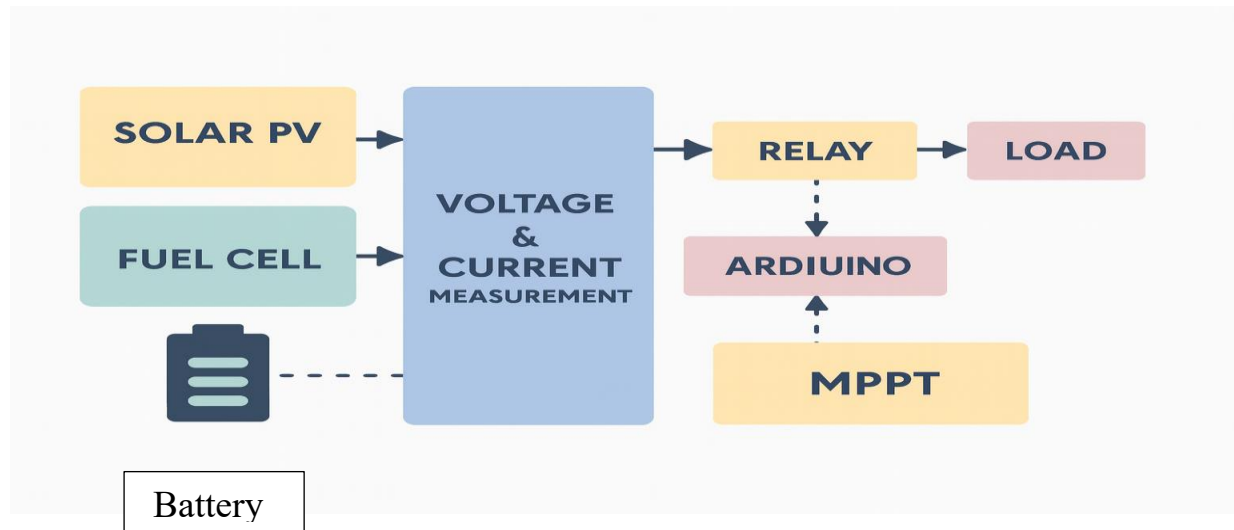 SOLAR PV
FUEL CELL
VOLTAGE
&
CURRENT
MEASUREMENT
RELAY
LOAD
ARDIUINO
MPPT
Battery